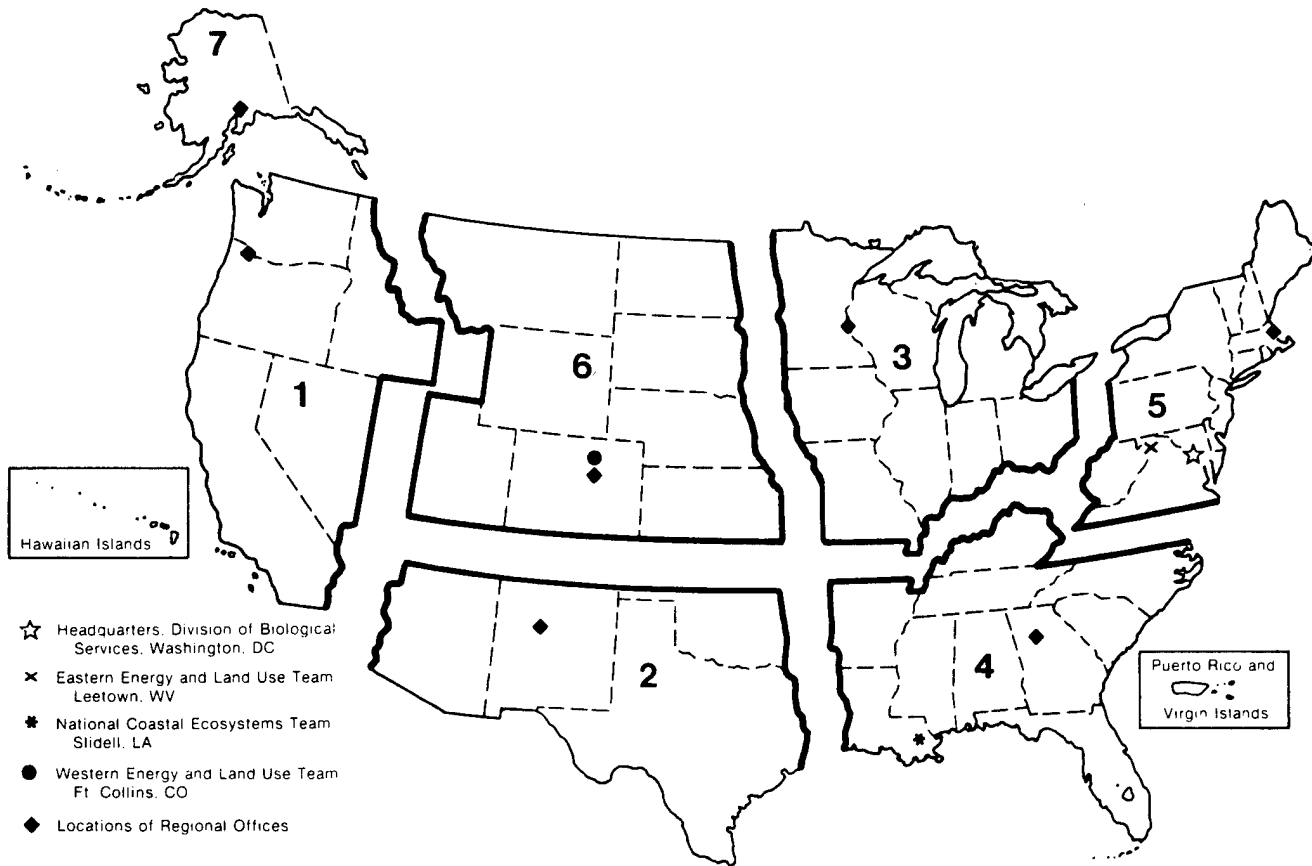 7
3
6
1
5
Hawaiian Islands
2
4
Puerto Rico and
Virgin Islands
Headquarters, Division of Biological
Services, Washington, DC
Eastern Energy and Land Use Team
Leetown, WV
National Coastal Ecosystems Team
Slidell, LA
Western Energy and Land Use Team
Ft. Collins, CO
Locations of Regional Offices